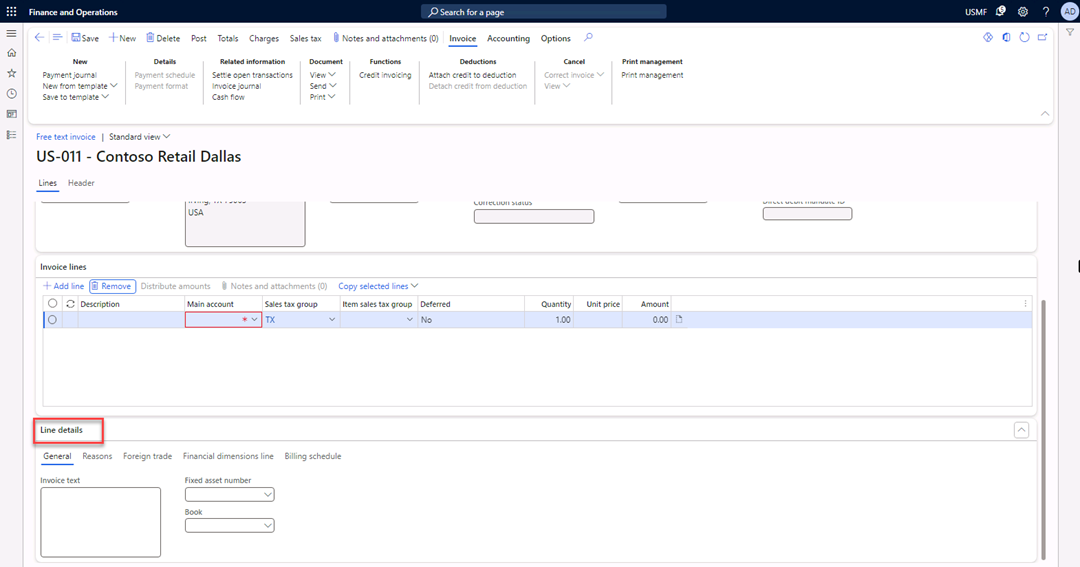 Finance and Operations
Search for a page
USMF
5
?
AD
Save
New
Delete
Post
Totals
Charges
Sales tax
Notes and attachments (0)
Invoice
Accounting
Options
New
Payment journal
New from template
Save to template
Details
Payment schedule
Payment format
Related information
Settle open transactions
Invoice journal
Cash flow
Document
View
Send
Print
Functions
Credit invoicing
Deductions
Attach credit to deduction
Detach credit from deduction
Cancel
Correct invoice
View
Print management
Print management
Free text invoice | Standard view
US-011 - Contoso Retail Dallas
Lines
Header
USA
Correction status
Direct debit mandate ID
Invoice lines
Add line
Remove
Distribute amounts
Notes and attachments (0)
Copy selected lines
Description
Main account
Sales tax group
Item sales tax group
Deferred
Quantity
Unit price
Amount
*
TX
No
1.00
0.00
Line details
General
Reasons
Foreign trade
Financial dimensions line
Billing schedule
Invoice text
Fixed asset number
Book